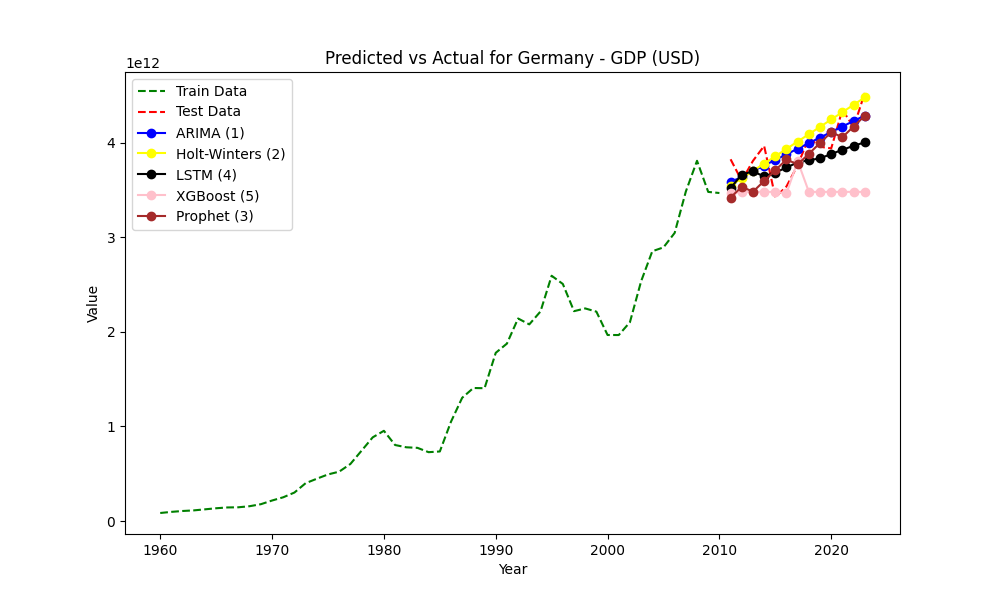 Predicted vs Actual for Germany - GDP (USD)
1e12
Train Data
Test Data
ARIMA (1)
Holt-Winters (2)
LSTM (4)
XGBoost (5)
Prophet (3)
4
3
2
1
0
Value
1960
1970
1980
1990
2000
2010
2020
Year